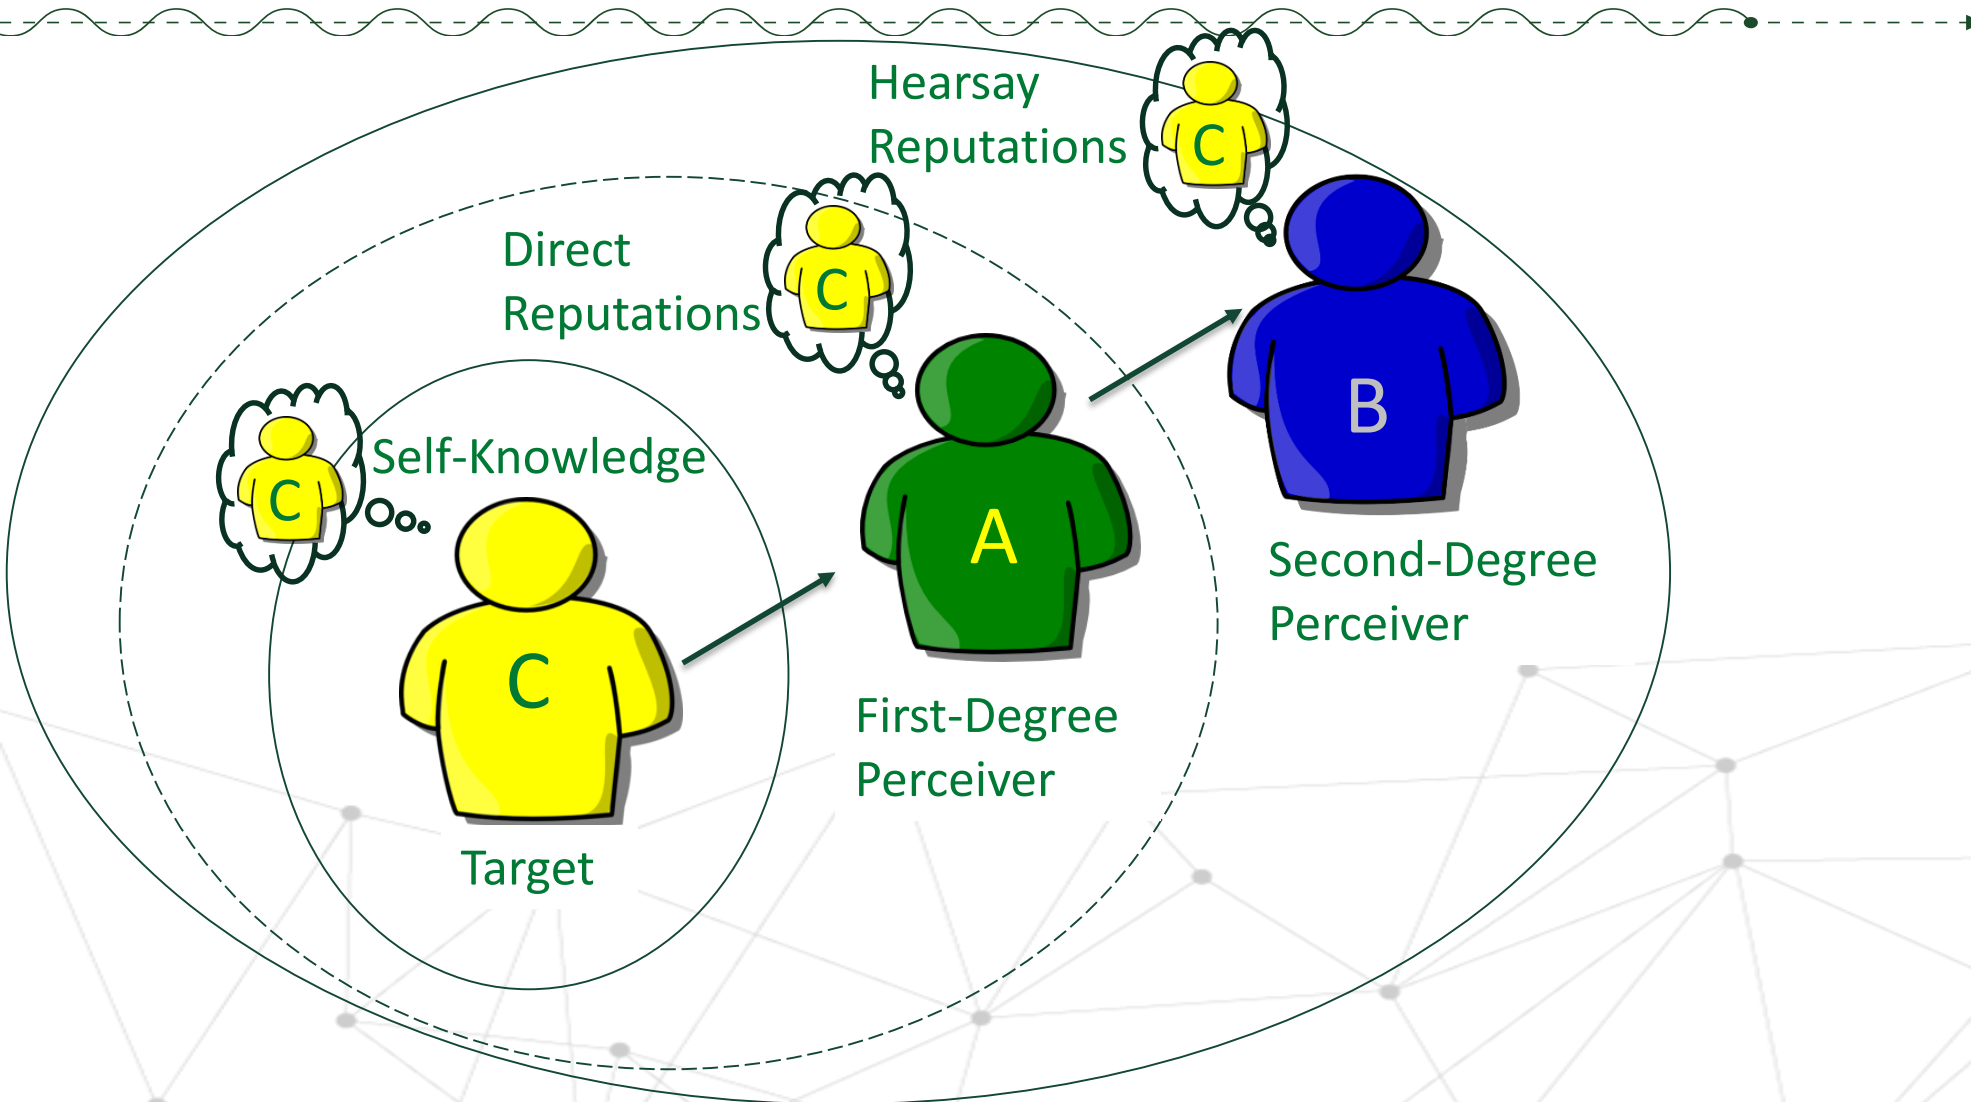 Hearsay
Reputations
C
Direct
Reputations
C
B
Self-Knowledge
C
A
Second-Degree
Perceiver
C
First-Degree
Perceiver
Target